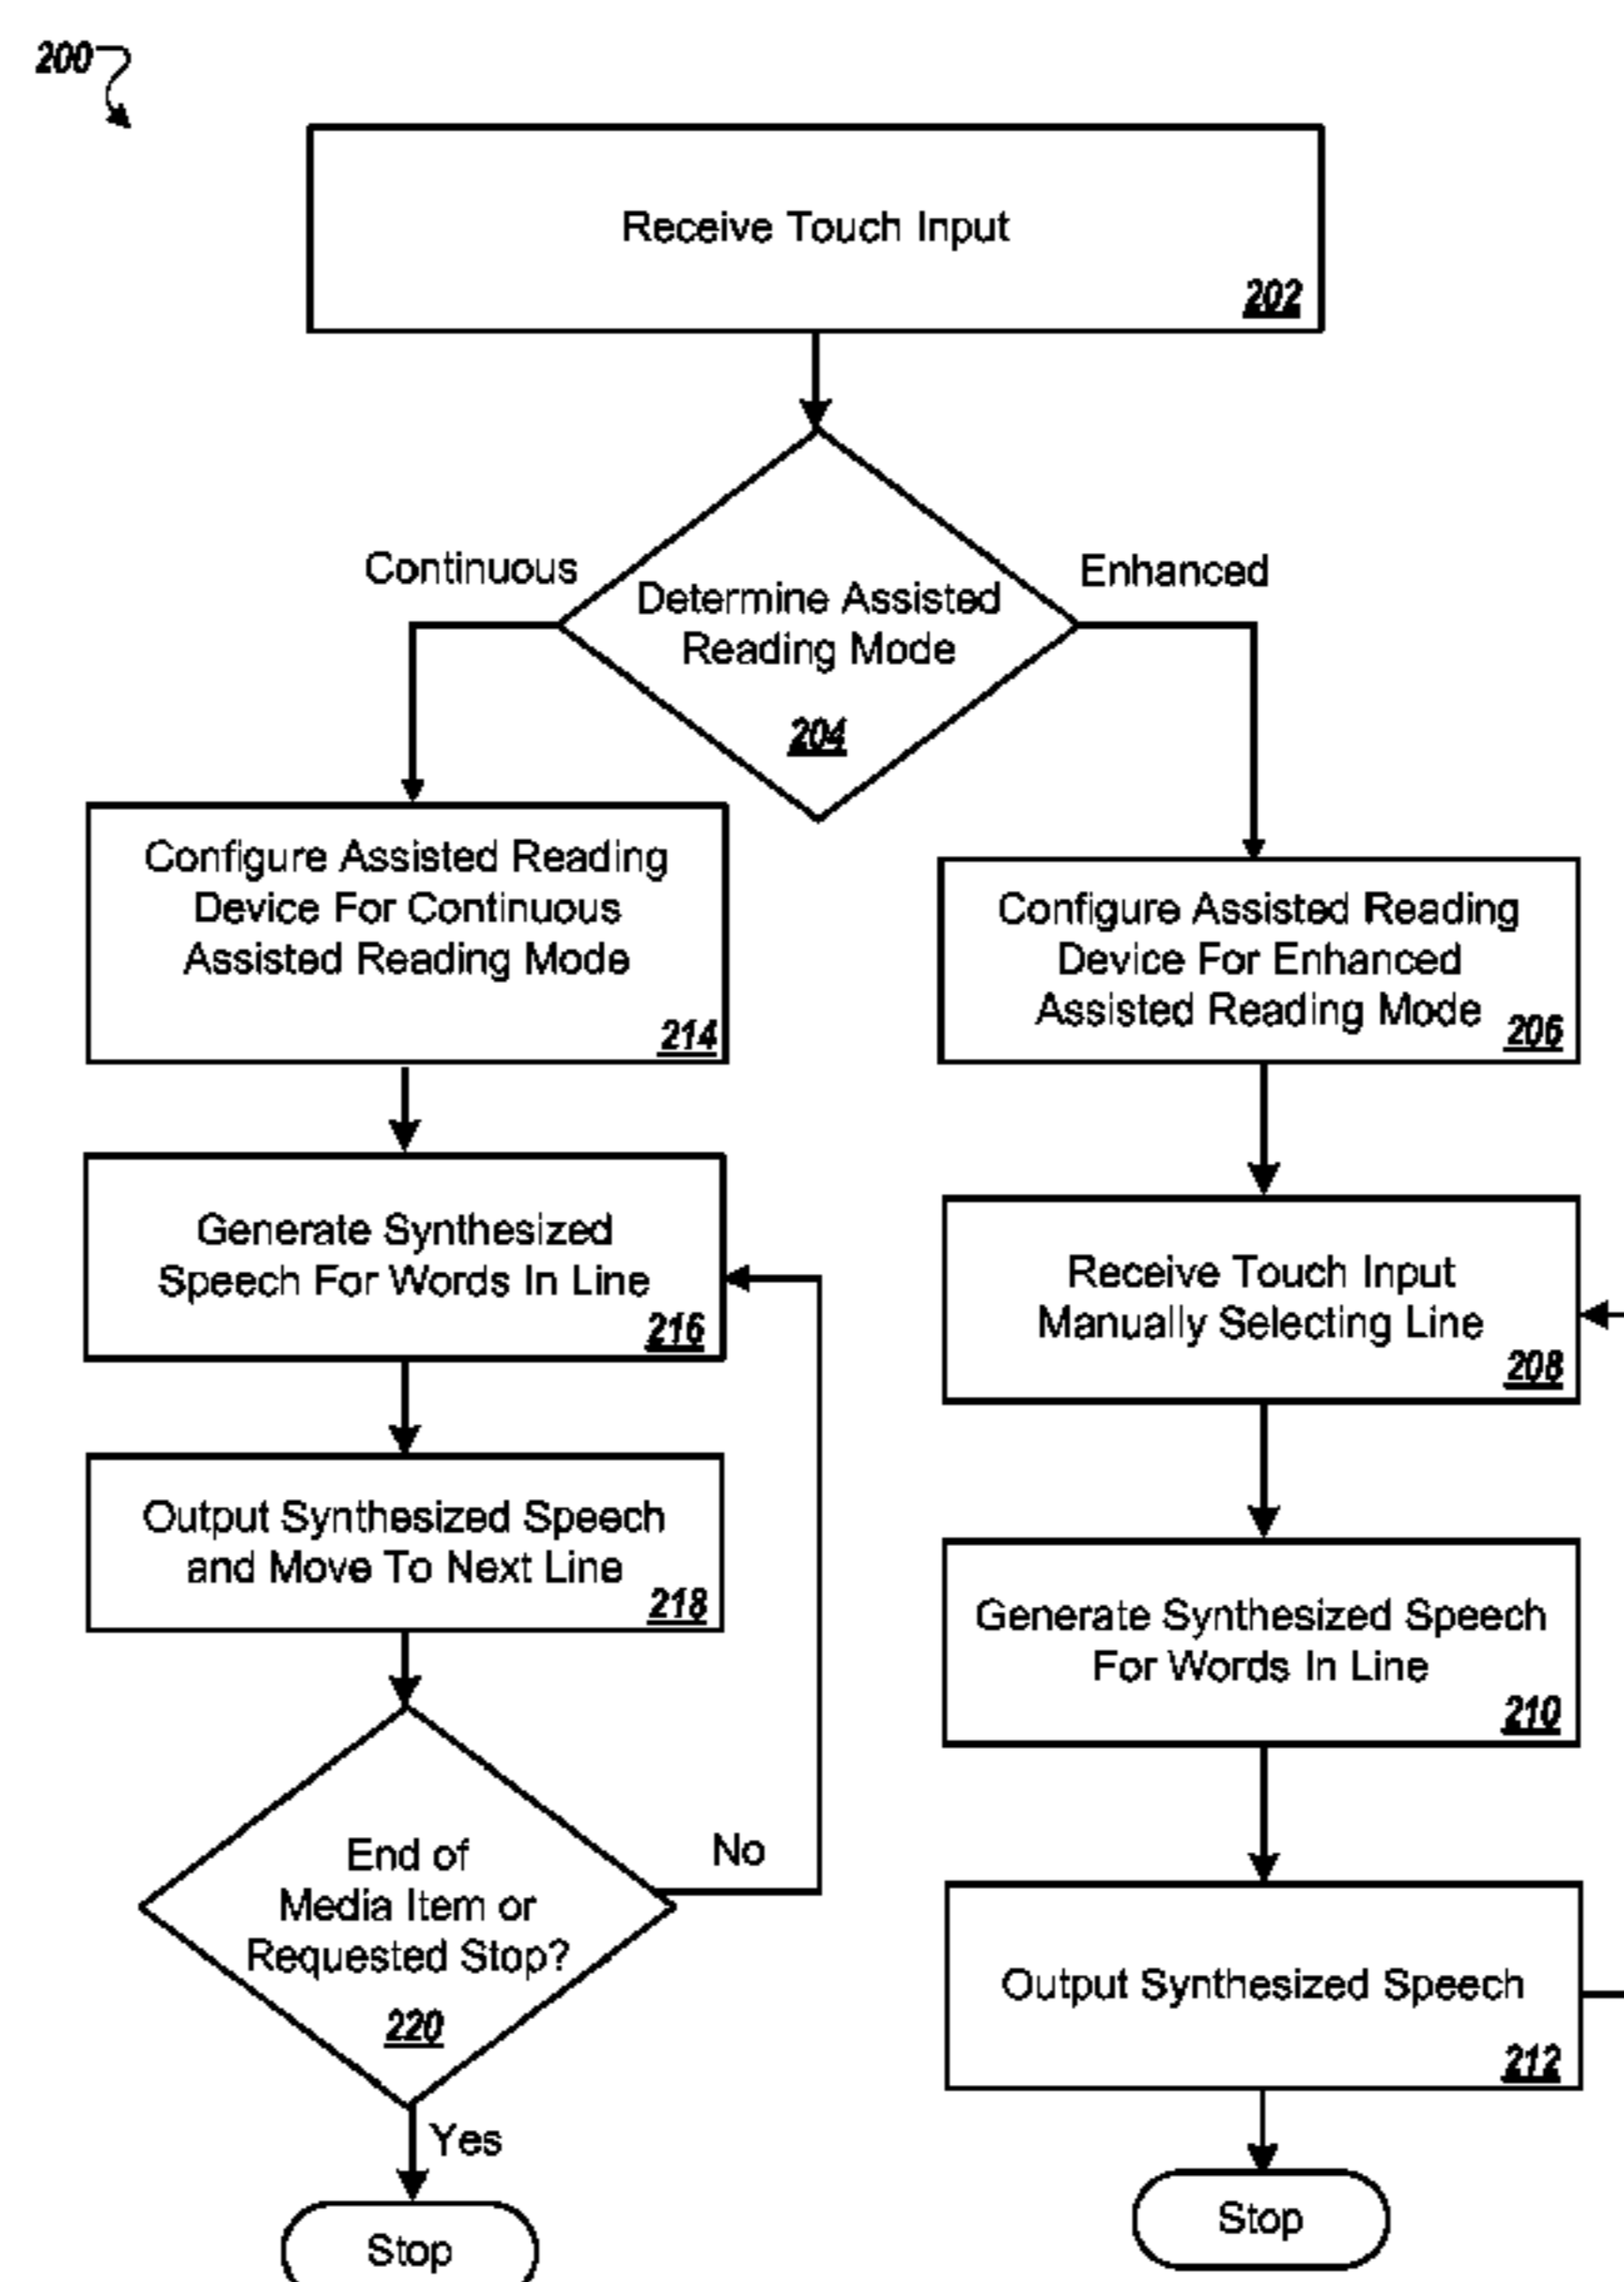 200
Receive Touch Input
202
Continuous
Enhanced
Determine Assisted
Reading Mode
204
Configure Assisted Reading
Device For Continuous
Assisted Reading Mode
214
Generate Synthesized
Speech For Words In Line
216
Output Synthesized Speech
and Move To Next Line
218
End of
Media Item or
Requested Stop?
220
No
Yes
Stop
Configure Assisted Reading
Device For Enhanced
Assisted Reading Mode
206
Receive Touch Input
Manually Selecting Line
208
Generate Synthesized Speech
For Words In Line
210
Output Synthesized Speech
212
Stop